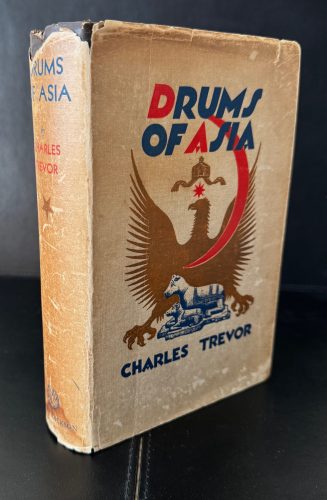 DRUMS
OF ASIA
CHARLES
TREVOR
DRUMS
OF ASIA
CHARLES TREVOR